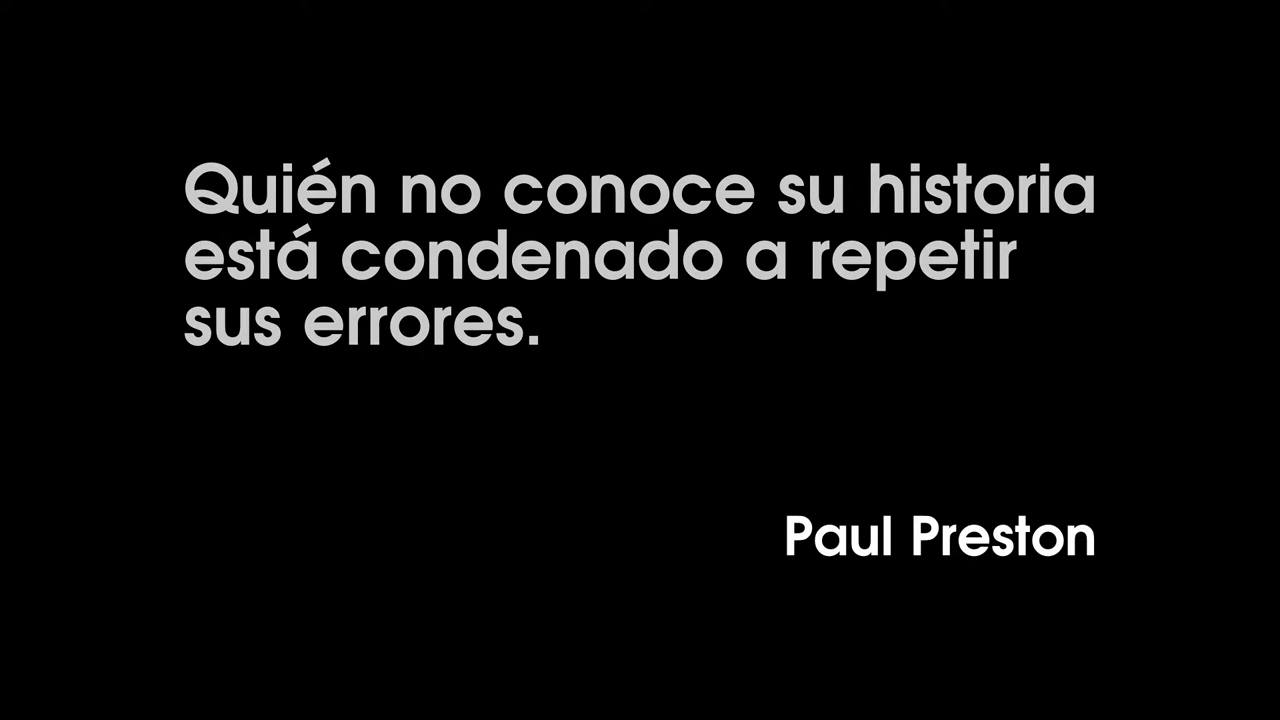 Quién no conoce su historia
está condenado a repetir
sus errores.
Paul Preston